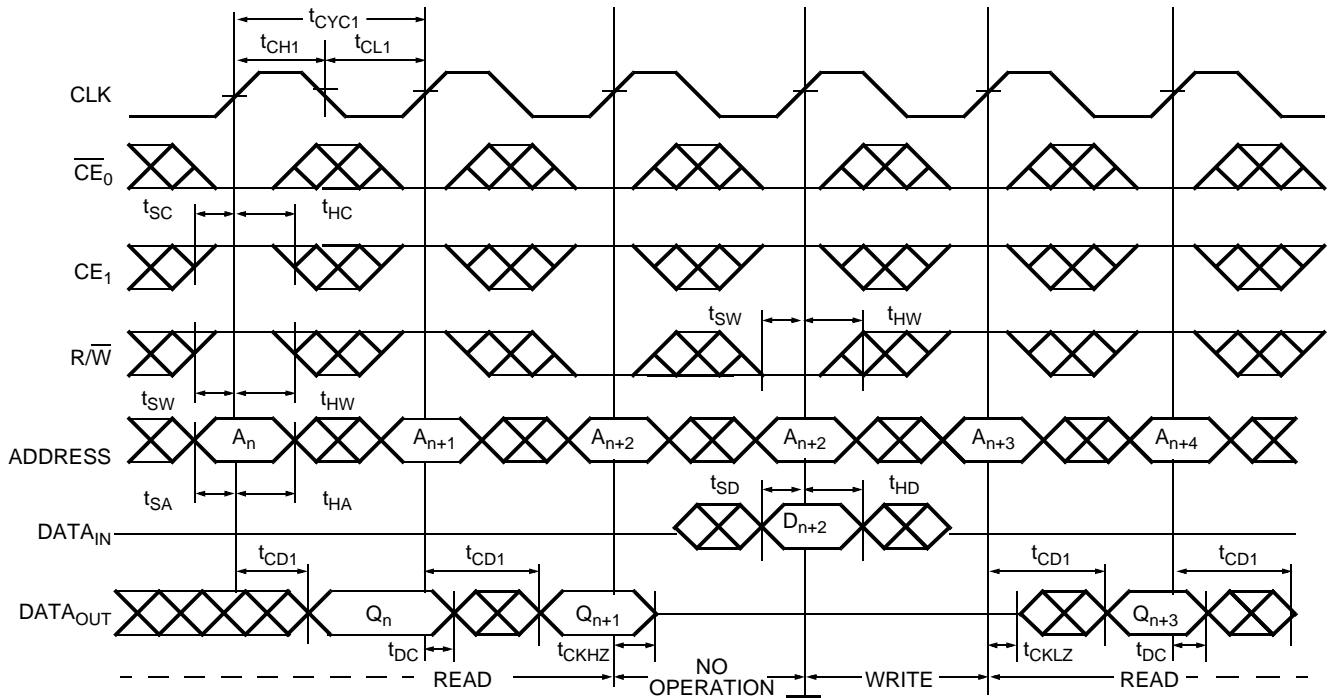 tCYC1
tCH1 tCL1
CLK
CE0
tSC tHC
CE1
tSW tHW
R/W
tSW tHW
An An+1 An+2 An+2 An+3 An+4
ADDRESS
tSA tHA tSD tHD
DATAIN Dn+2
tCD1 tCD1 tCD1 tCD1
DATAOUT Qn Qn+1 Qn+3
tDC tCKHZ tCKLZ tDC
READ NO OPERATION WRITE READ